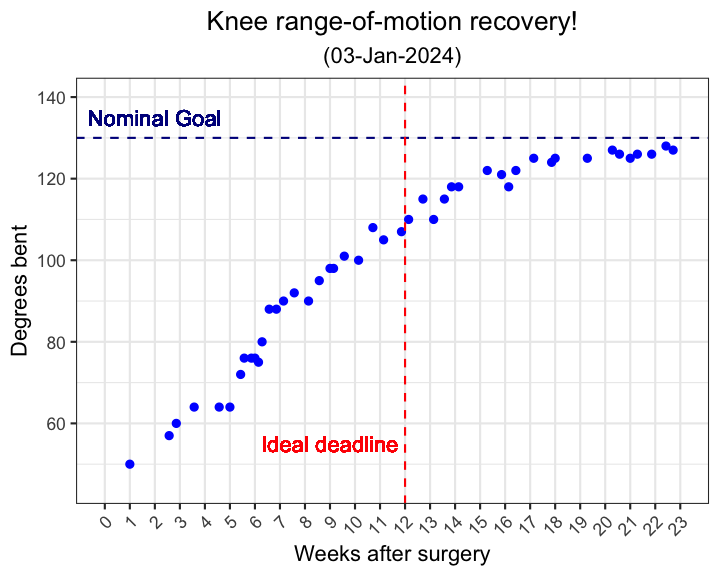 Knee range-of-motion recovery!
(03-Jan-2024)
140
Nominal Goal
120
100
80
60
Degrees bent
Ideal deadline
0 1 2 3 4 5 6 7 8 9 10 11 12 13 14 15 16 17 18 19 20 21 22 23
Weeks after surgery